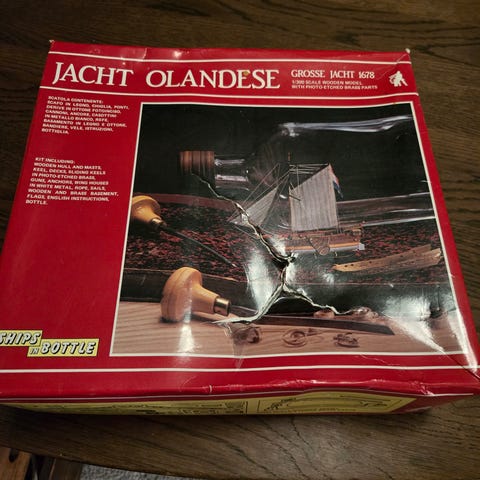 JACHT OLANDESE
GROSSE JACHT 1678
1/300 SCALE WOODEN MODEL
WITH PHOTO-ETCHED BRASS PARTS
SCATOLA CONTENENTE:
SCAFO IN LEGNO, CHIGLIA, PONTI,
DERIVE IN OTTONE FOTOINCISO,
CANNONI, ANCORE, CASOTTINI
IN METALLO BIANCO, REFE,
BASAMENTO IN LEGNO E OTTONE,
BANDIERE, VELE, ISTRUZIONI,
BOTTIGLIA.
KIT INCLUDING:
WOODEN HULL AND MASTS,
KEEL, DECKS, SLIDING KEELS
IN PHOTO-ETCHED BRASS,
GUNS, ANCHORS, WING HOUSES
IN WHITE METAL, ROPE, SAILS,
WOODEN AND BRASS BASEMENT,
FLAGS, ENGLISH INSTRUCTIONS,
BOTTLE.
SHIPS
IN BOTTLE